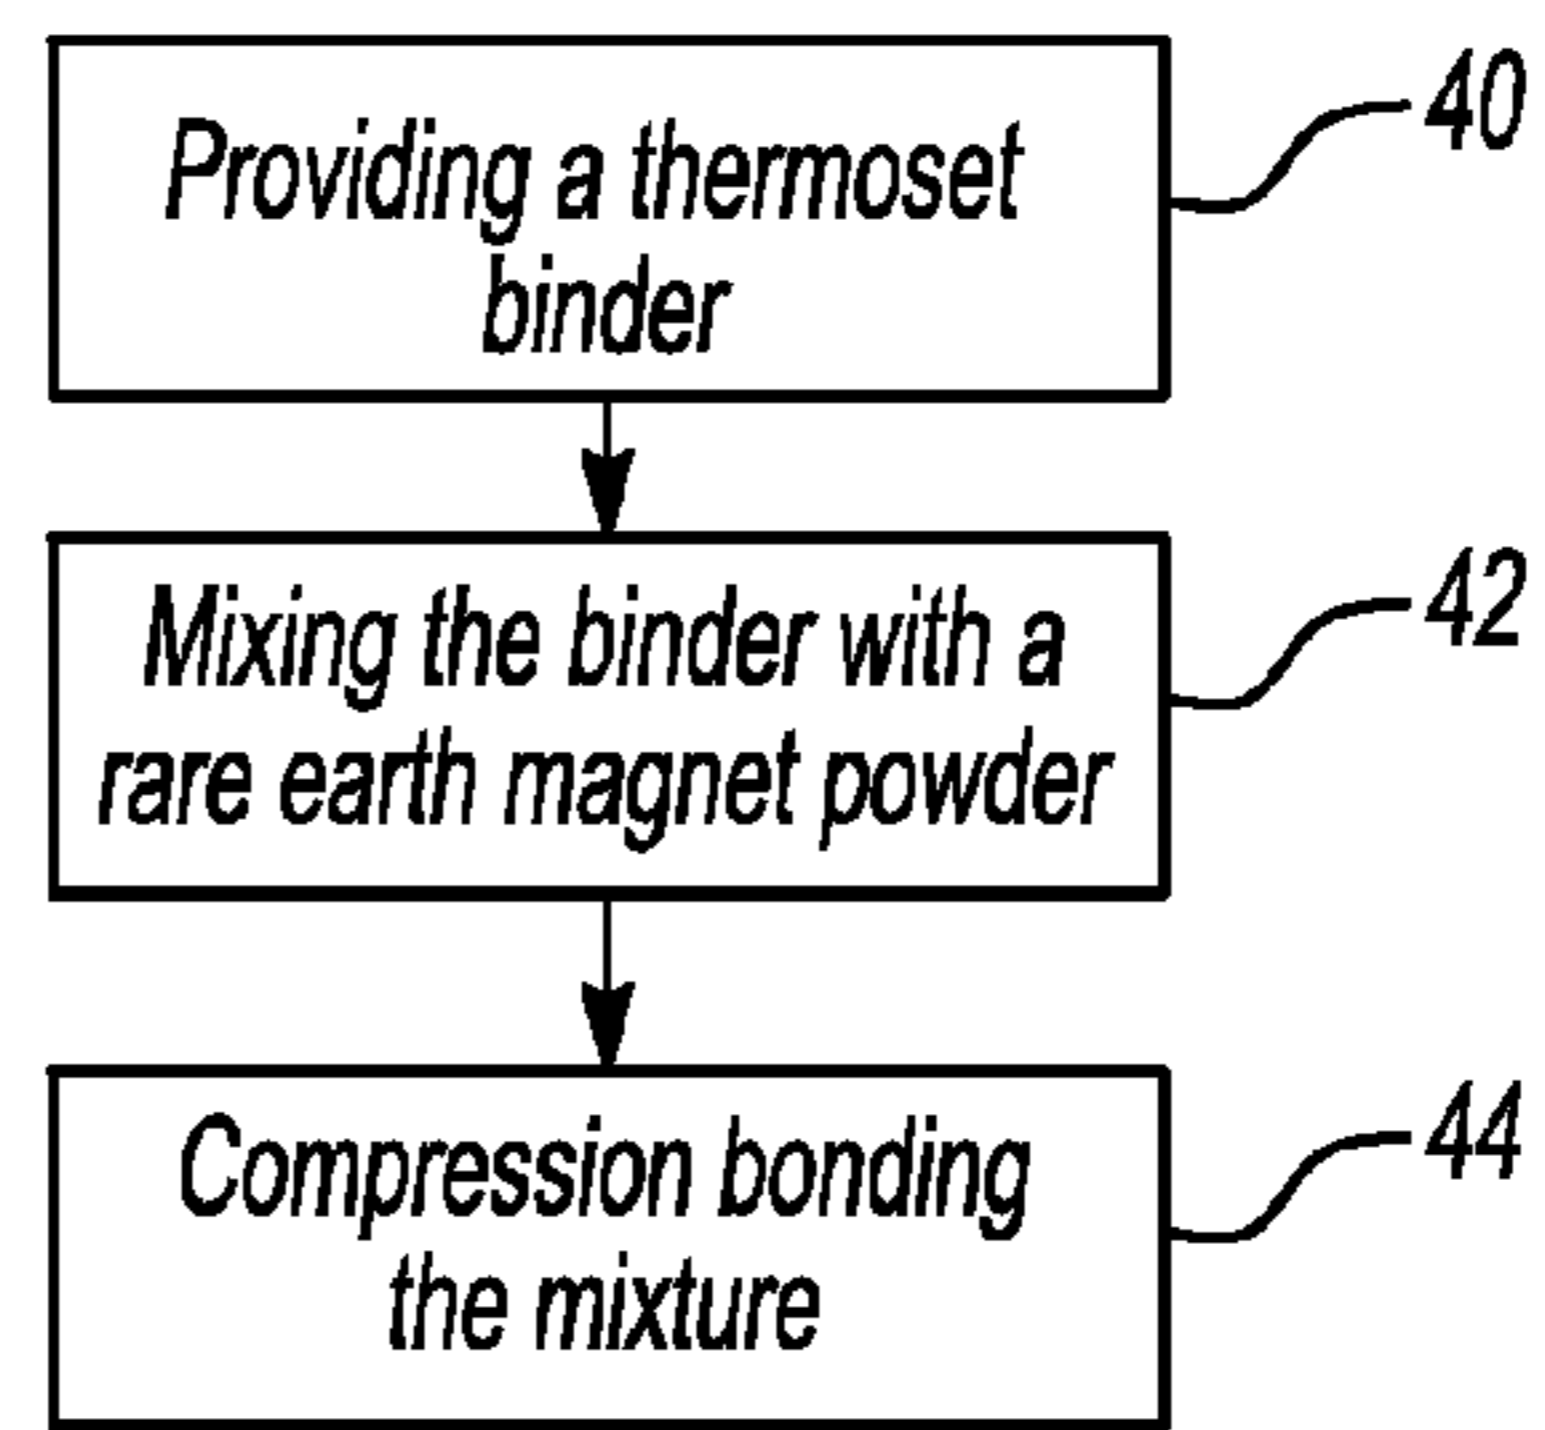 Providing a thermoset
binder
40
Mixing the binder with a
rare earth magnet powder
42
Compression bonding
the mixture
44